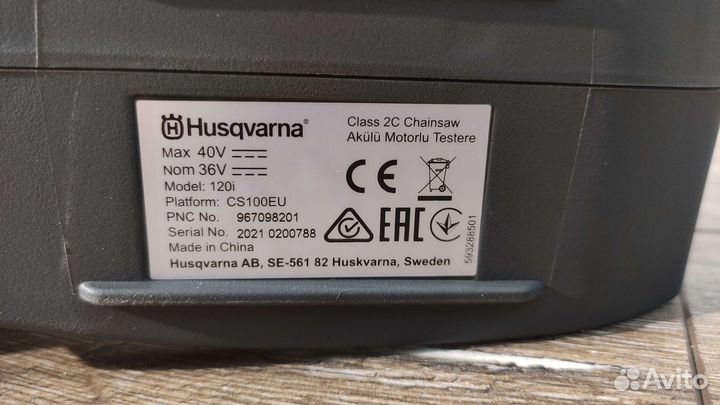 Husqvarna®
Class 2C Chainsaw
Akülü Motorlu Testere
Max 40V
Nom 36V
Model: 120i
Platform: CS100EU
PNC No. 967098201
Serial No. 2021 0200788
Made in China
Husqvarna AB, SE-561 82 Huskvarna, Sweden
CE
EAC
593288501
Avito